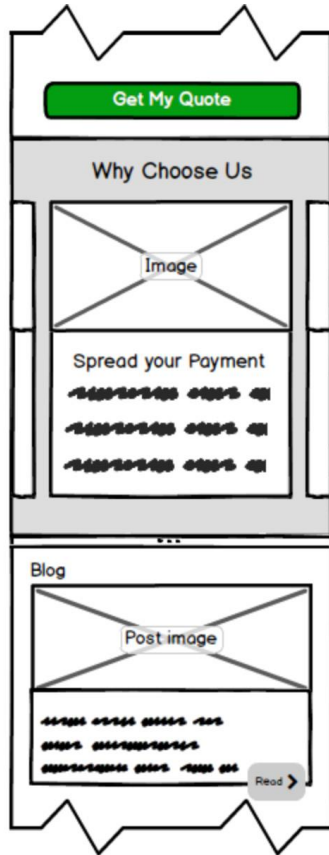 Get My Quote
Why Choose Us
Image
Spread your Payment
Blog
Post image
Read